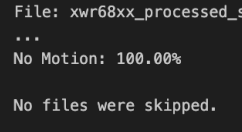 File: xwr68xx_processed_s
...
No Motion: 100.00%
No files were skipped.